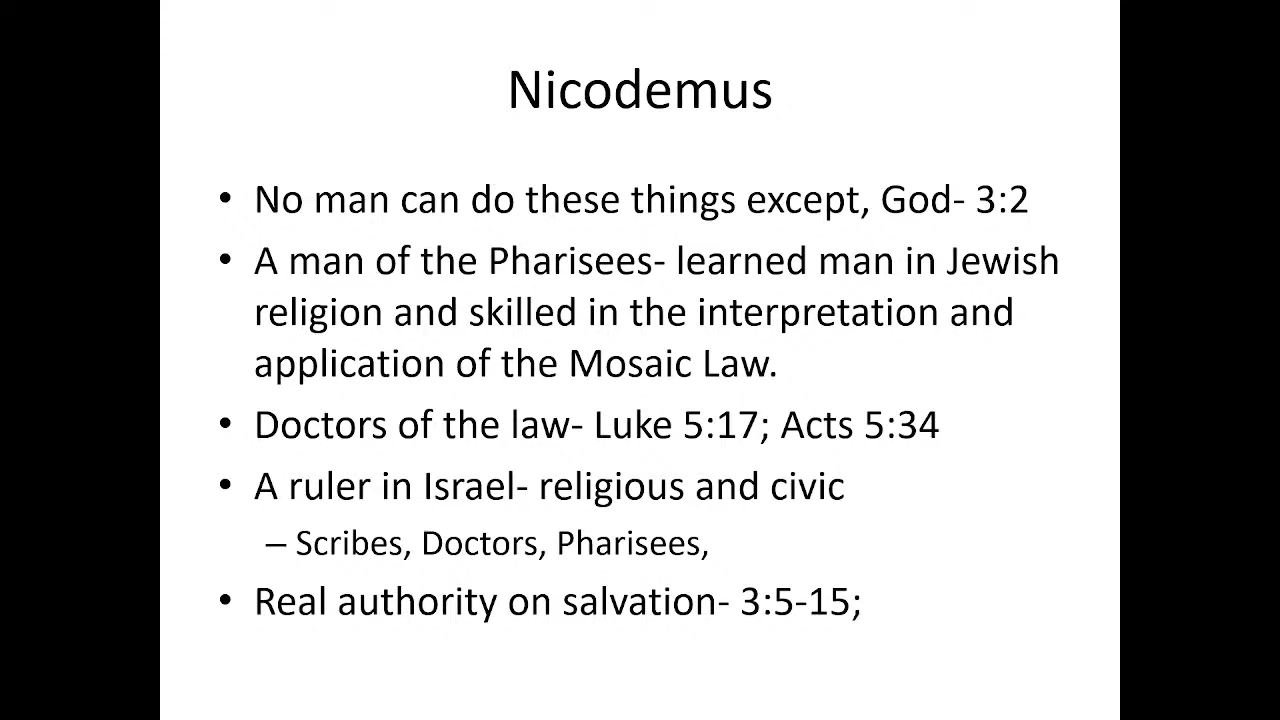 Nicodemus
• No man can do these things except, God- 3:2
• A man of the Pharisees- learned man in Jewish
religion and skilled in the interpretation and
application of the Mosaic Law.
• Doctors of the law- Luke 5:17; Acts 5:34
• A ruler in Israel- religious and civic
– Scribes, Doctors, Pharisees,
• Real authority on salvation- 3:5-15;